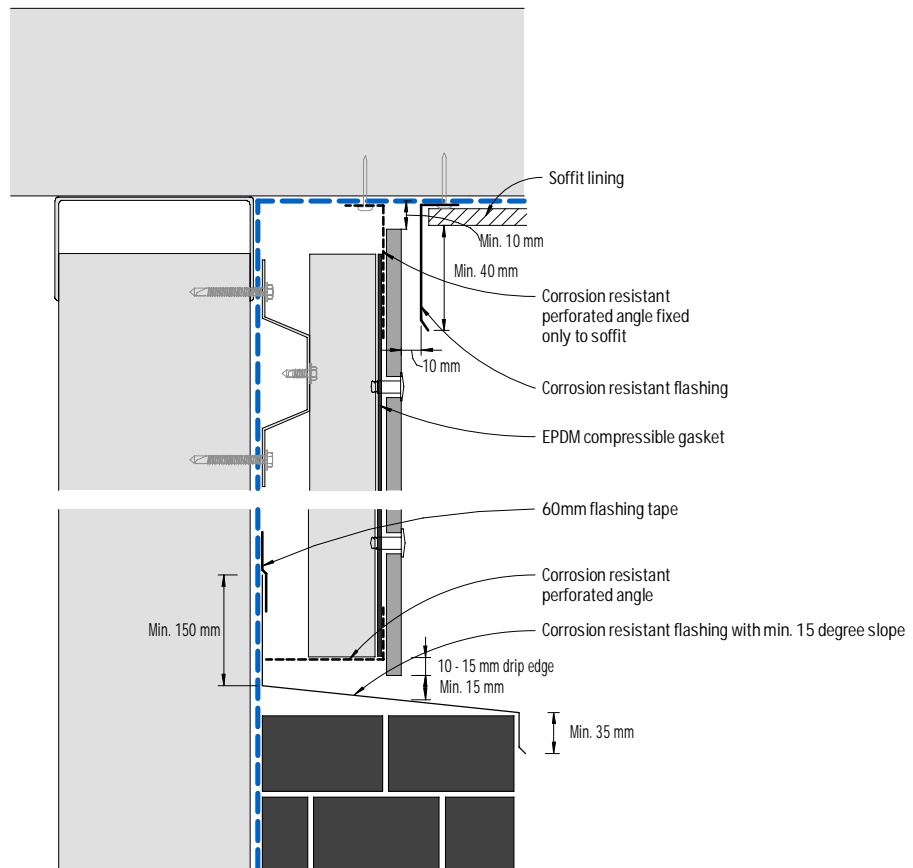 Soffit lining
Min. 10 mm
Min. 40 mm
Corrosion resistant
perforated angle fixed
only to soffit
10 mm
Corrosion resistant flashing
EPDM compressible gasket
60mm flashing tape
Corrosion resistant
perforated angle
Min. 150 mm
Corrosion resistant flashing with min. 15 degree slope
10 - 15 mm drip edge
Min. 15 mm
Min. 35 mm